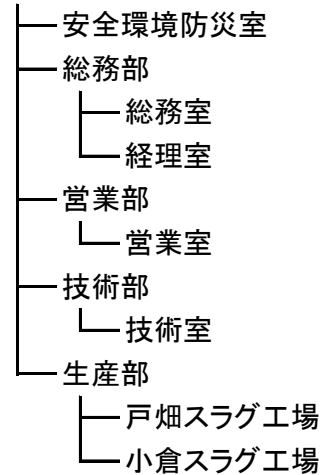 安全環境防災室
総務部
総務室
経理室
営業部
営業室
技術部
技術室
生産部
戸畑スラグ工場
小倉スラグ工場